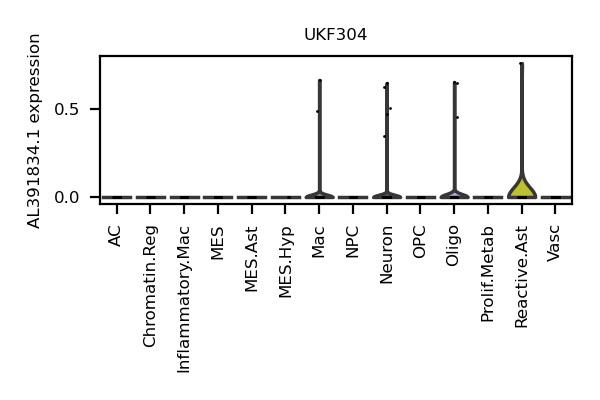 UKF304
AL391834.1 expression
0.5
0.0
AC
Chromatin.Reg
Inflammatory.Mac
MES
MES.Ast
MES.Hyp
Mac
NPC
Neuron
OPC
Oligo
Prolif.Metab
Reactive.Ast
Vasc